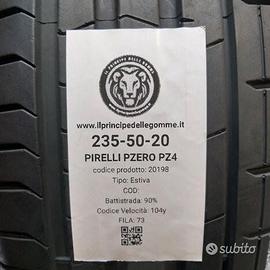 IL PRINCIPE DELLE GOMME
www.ilprincipedellegomme.it
235-50-20
PIRELLI PZERO PZ4
codice prodotto: 20198
Tipo: Estiva
COD:
Battistrada: 90%
Codice Velocità: 104y
FILA: 73
subito